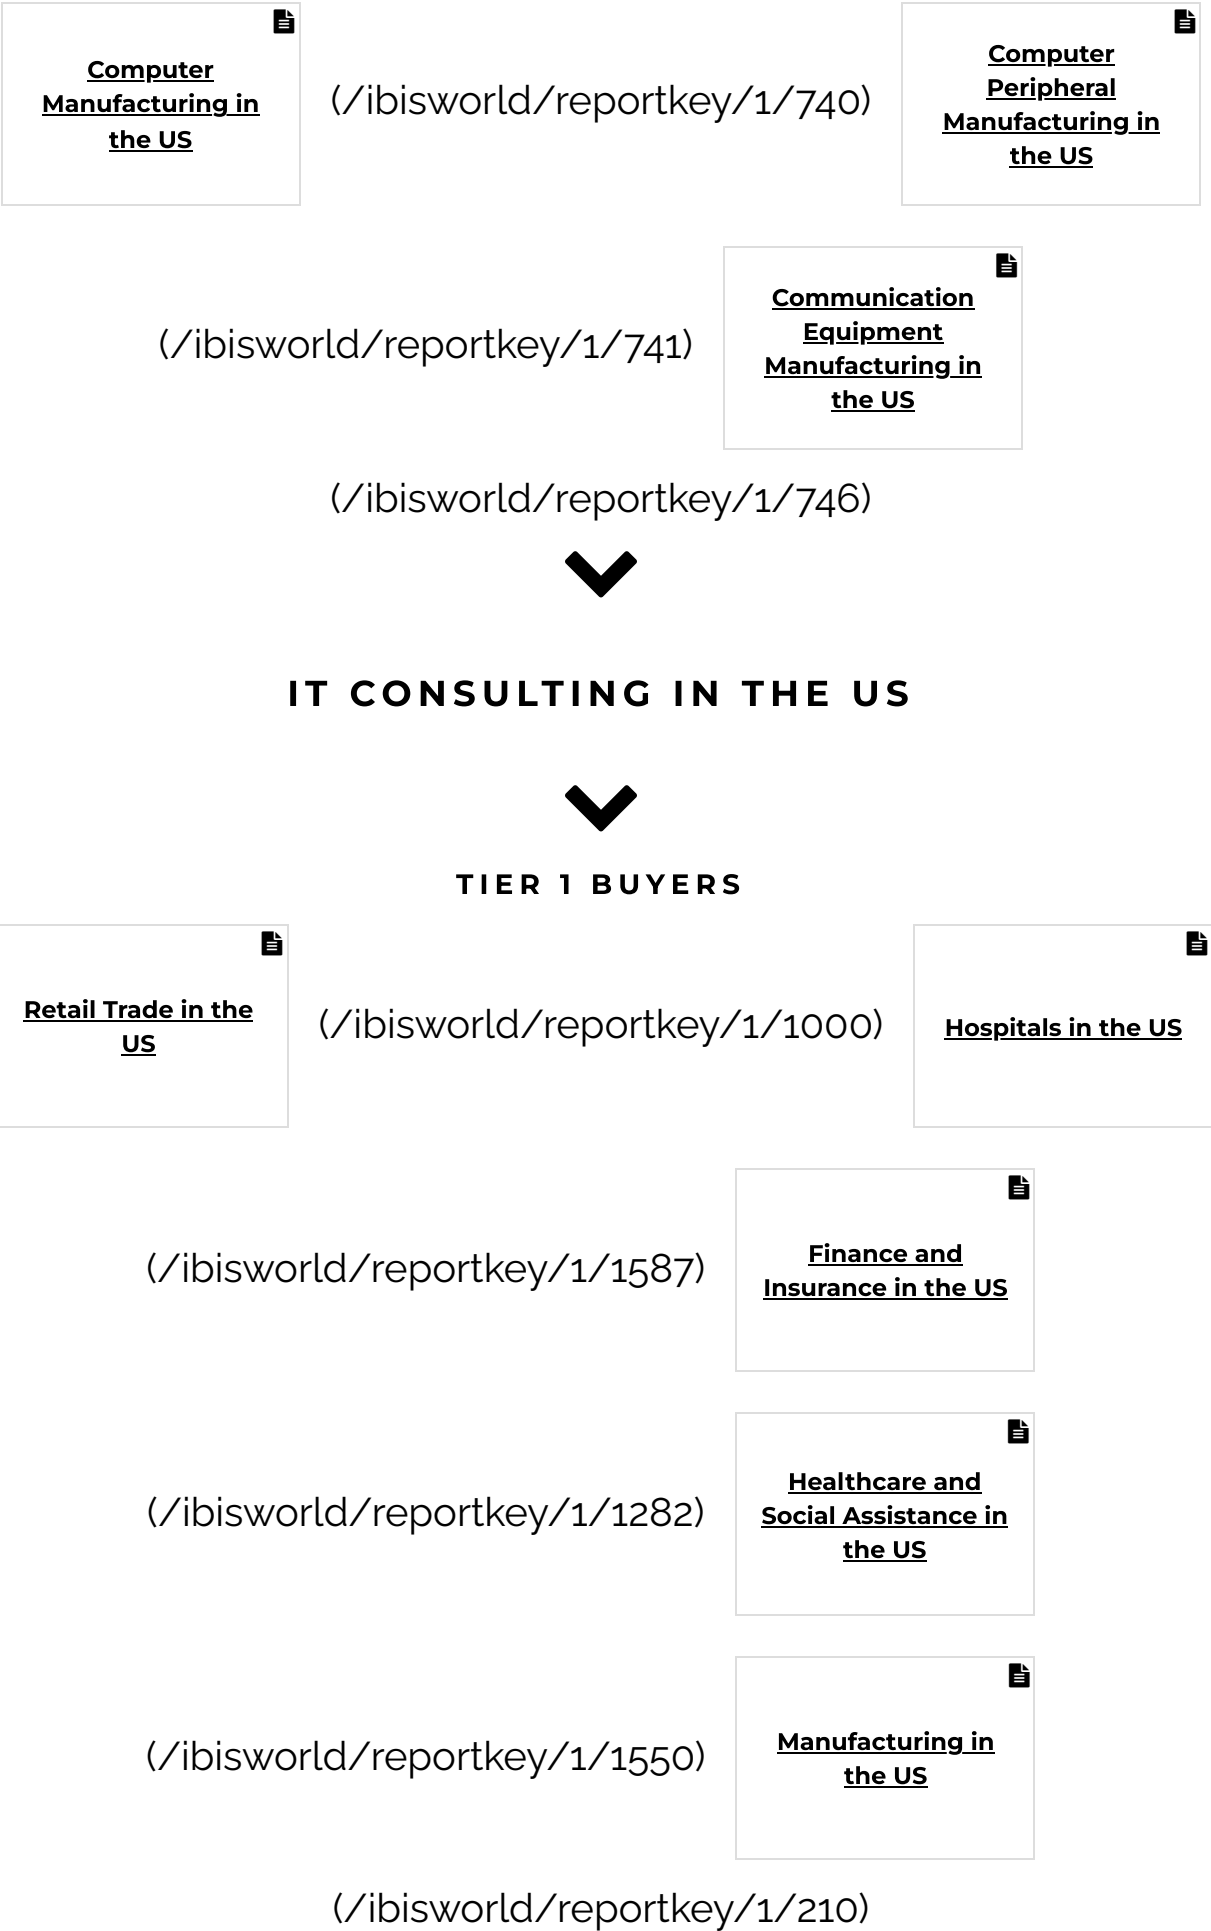 Computer
Manufacturing in
the US
(/ibisworld/reportkey/1/740)
Computer
Peripheral
Manufacturing in
the US
(/ibisworld/reportkey/1/741)
Communication
Equipment
Manufacturing in
the US
(/ibisworld/reportkey/1/746)
IT CONSULTING IN THE US
TIER 1 BUYERS
Retail Trade in the
US
(/ibisworld/reportkey/1/1000)
Hospitals in the US
(/ibisworld/reportkey/1/1587)
Finance and
Insurance in the US
(/ibisworld/reportkey/1/1282)
Healthcare and
Social Assistance in
the US
(/ibisworld/reportkey/1/1550)
Manufacturing in
the US
(/ibisworld/reportkey/1/210)